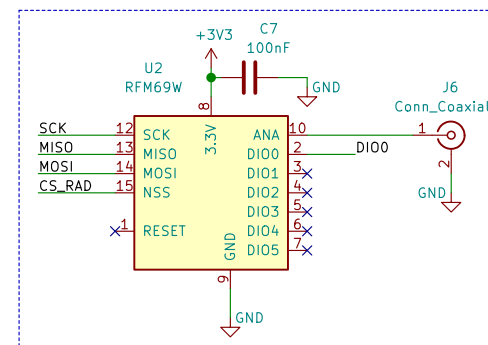 C7
+3V3
100nF
U2
RFM69W
GND
J6
Conn_Coaxial
8
3.3V
SCK 12 SCK
ANA 10
1
MISO 13 MISO
DIO0 2 DIO0
MOSI 14 MOSI
DIO1 3
2
CS_RAD 15 NSS
DIO2 4
GND
DIO3 5
1 RESET
DIO4 6
GND
DIO5 7
9
GND